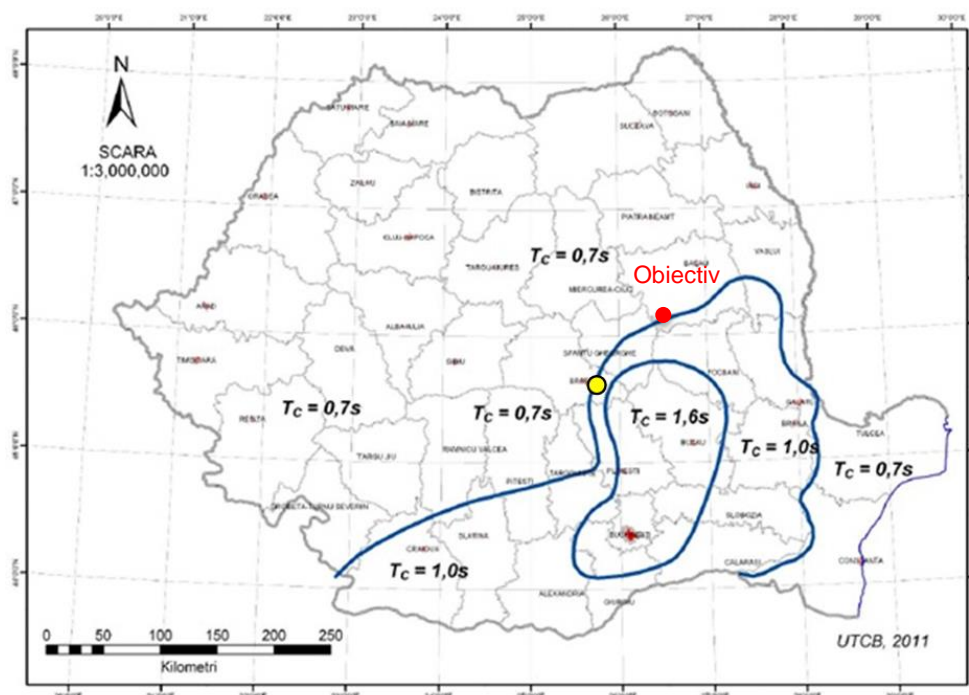 N
SCARA
1:3,000,000
SATU MARE
BAIA MARE
BOTOSANI
SUCEAVA
ZALAU
BISTRITA
ORADEA
IASI
CLUJ-NAPOCA
PIATRA NEAMT
TARGU MURES
T_C = 0,7s
BACAU
VASLUI
Obiectiv
MIERCUREA-CIUC
ARAD
ALBA-IULIA
DEVA
TIMISOARA
SIBIU
SFANTU GHEORGHE
FOCSANI
RESITA
T_C = 0,7s
T_C = 0,7s
T_C = 1,6s
GALATI
BRAILA
TULCEA
TARGU JIU
RAMNICU VALCEA
BUZAU
T_C = 1,0s
T_C = 0,7s
PITESTI
PLOIESTI
DROBETA-TURNU SEVERIN
SLOBOZIA
SLATINA
CRAIOVA
T_C = 1,0s
CALARASI
CONSTANTA
ALEXANDRIA
GIURGIU
0 50 100 150 200 250
Kilometri
UTCB, 2011